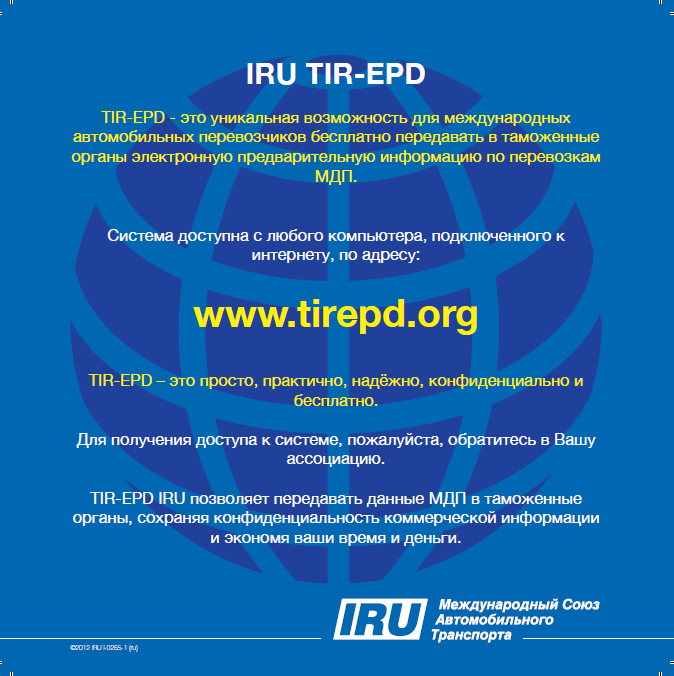 IRU TIR-EPD
TIR-EPD - это уникальная возможность для международных
автомобильных перевозчиков бесплатно передавать в таможенные
органы электронную предварительную информацию по перевозкам
МДП.
Система доступна с любого компьютера, подключенного к
интернету, по адресу:
www.tirepd.org
TIR-EPD – это просто, практично, надёжно, конфиденциально и
бесплатно.
Для получения доступа к системе, пожалуйста, обратитесь в Вашу
ассоциацию.
TIR-EPD IRU позволяет передавать данные МДП в таможенные
органы, сохраняя конфиденциальность коммерческой информации
и экономя ваши время и деньги.
IRU Международный Союз
Автомобильного
Транспорта
©2012 IRU I-0265-1 (ru)